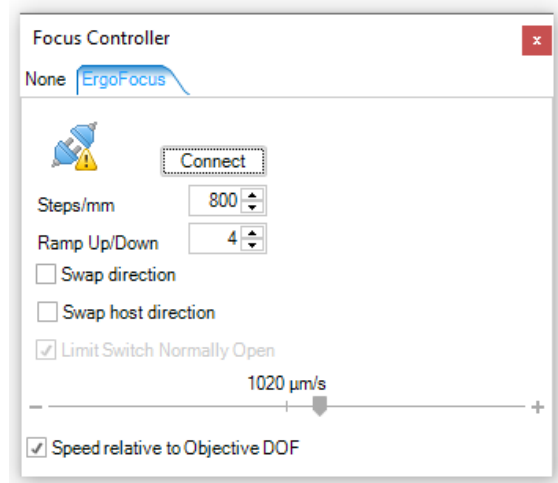 Focus Controller
x
None ErgoFocus
Connect
Steps/mm 800
Ramp Up/Down 4
Swap direction
Swap host direction
Limit Switch Normally Open
1020 µm/s
- +
Speed relative to Objective DOF